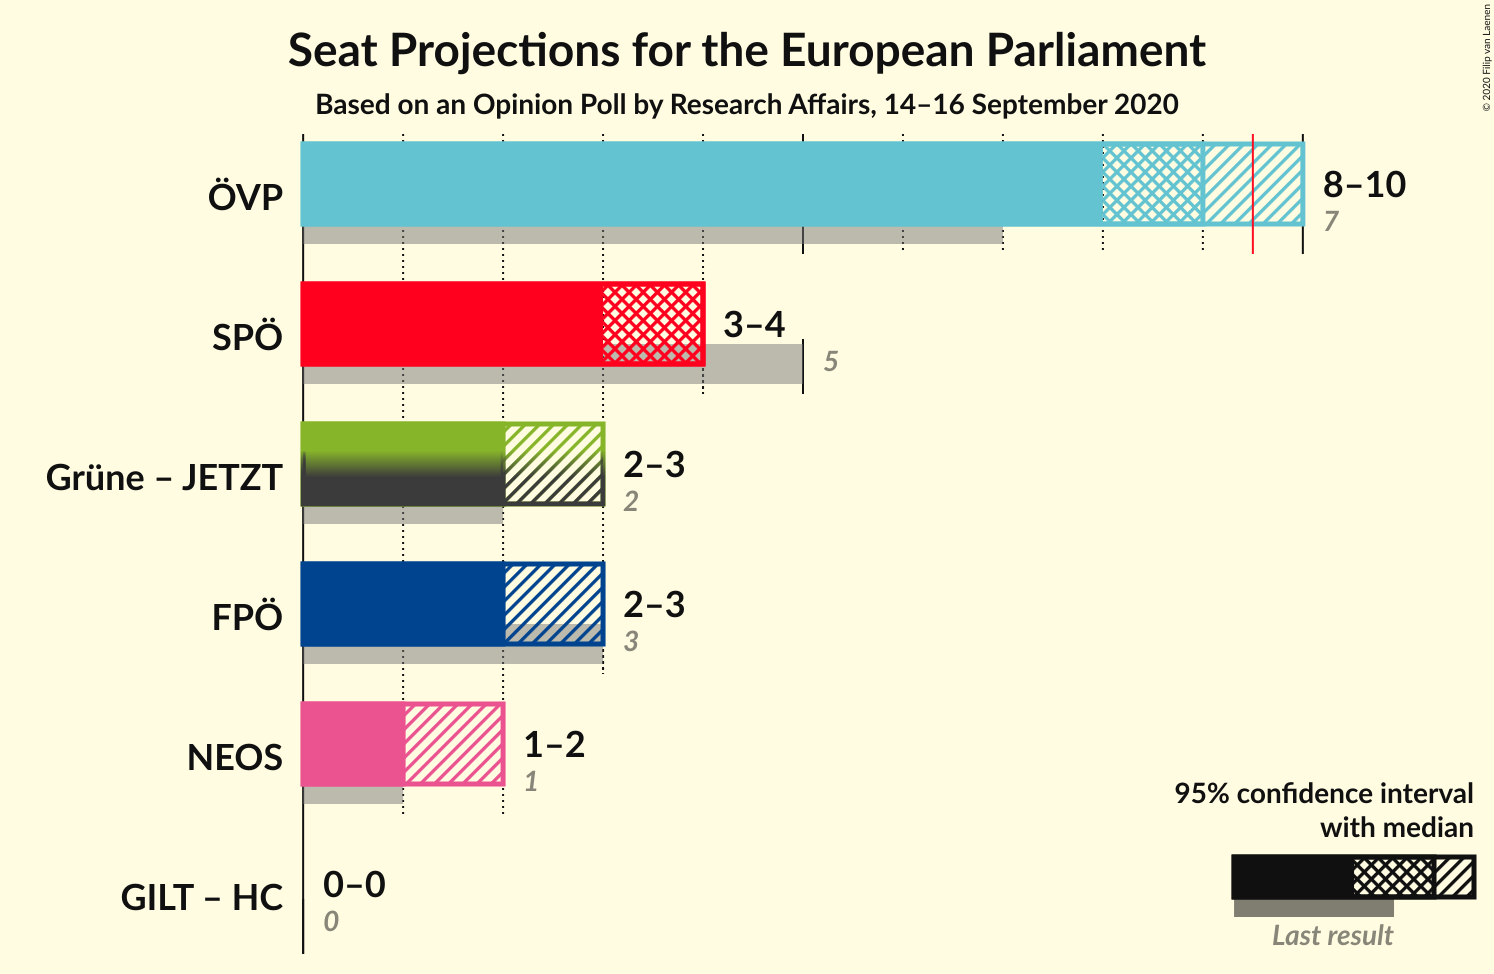 Seat Projections for the European Parliament
Based on an Opinion Poll by Research Affairs, 14–16 September 2020
© 2020 Filip van Laenen
ÖVP
8–10
7
SPÖ
3–4
5
Grüne – JETZT
2–3
2
FPÖ
2–3
3
NEOS
1–2
1
GILT – HC
0–0
0
95% confidence interval
with median
Last result